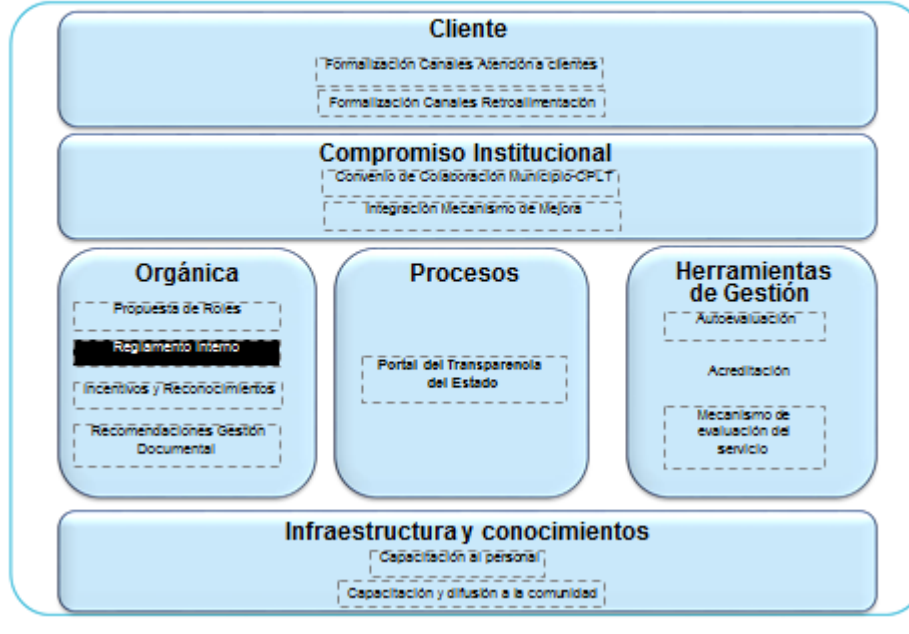 Cliente
Formalización Canales Atención a clientes
Formalización Canales Retroalimentación
Compromiso Institucional
Convenio de Colaboración Municipio-CPLT
Integración Mecanismo de Mejora
Orgánica
Propuesta de Roles
Reglamento Interno
Incentivos y Reconocimientos
Recomendaciones Gestión
Documental
Procesos
Portal del Transparencia
del Estado
Herramientas
de Gestión
Autoevaluación
Acreditación
Mecanismo de
evaluación del
servicio
Infraestructura y conocimientos
Capacitación al personal
Capacitación y difusión a la comunidad